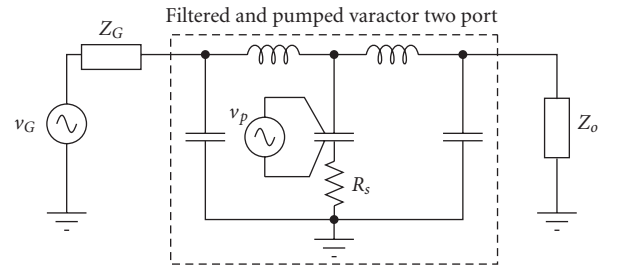 Filtered and pumped varactor two port
Z_G
v_G
v_p
R_s
Z_o